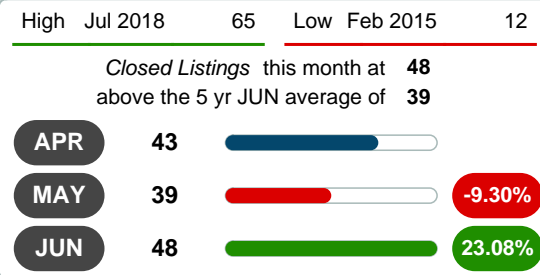 High Jul 2018 65 Low Feb 2015 12
Closed Listings this month at 48
above the 5 yr JUN average of 39
APR 43
MAY 39 -9.30%
JUN 48 23.08%